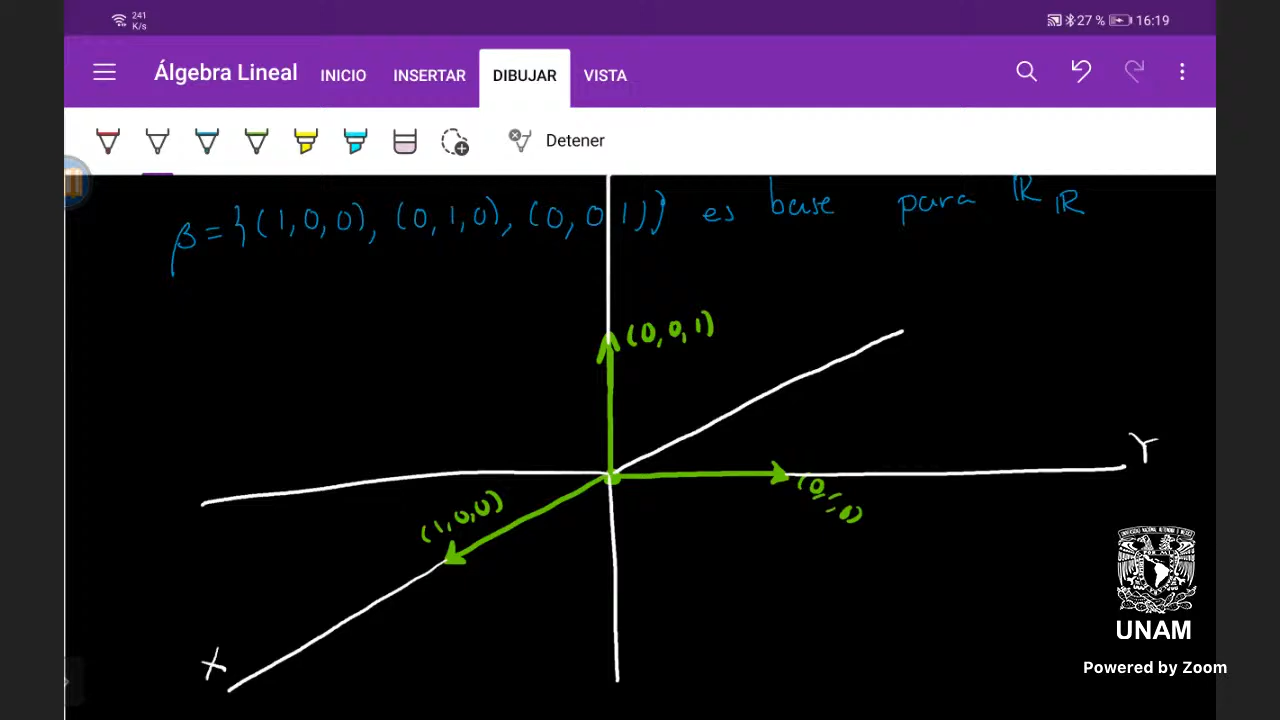 241
K/s
27 % 16:19
Álgebra Lineal INICIO INSERTAR DIBUJAR VISTA
Detener
β = {(1,0,0), (0,1,0), (0,0,1)} es base para ℝ ℝ
(0,0,1)
Y
(0,1,0)
(1,0,0)
X
UNAM
Powered by Zoom